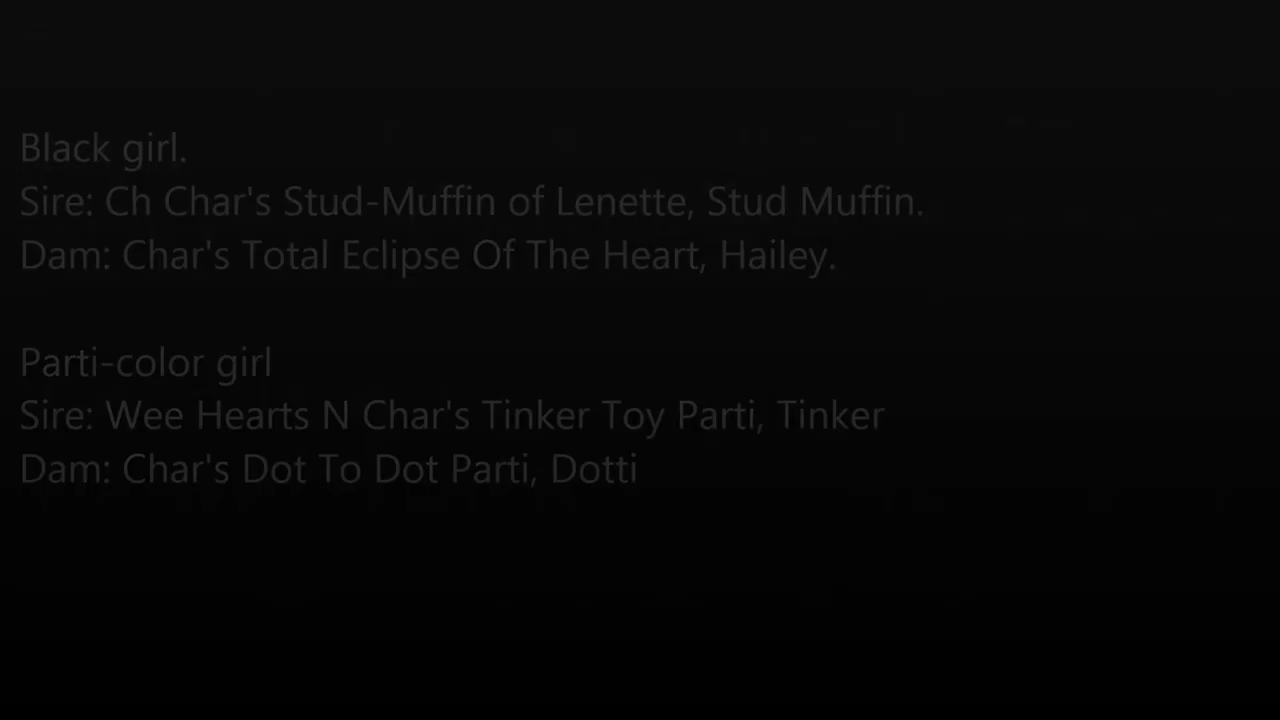 Black girl.
Sire: Ch Char's Stud-Muffin of Lenette, Stud Muffin.
Dam: Char's Total Eclipse Of The Heart, Hailey.
Parti-color girl
Sire: Wee Hearts N Char's Tinker Toy Parti, Tinker
Dam: Char's Dot To Dot Parti, Dotti